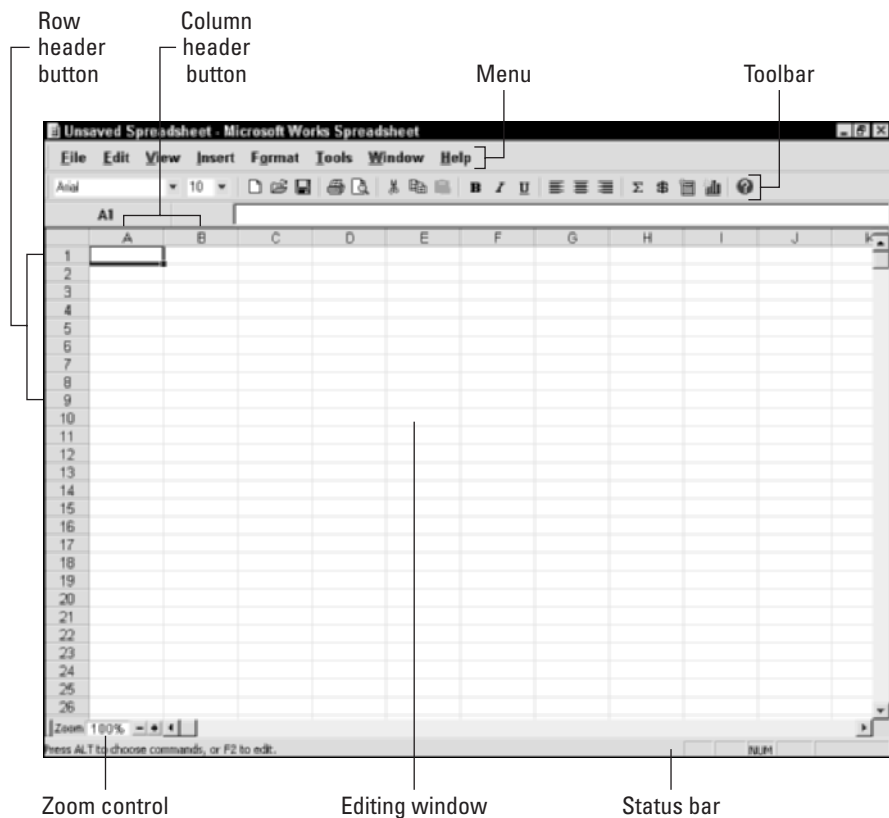 Row
header
button
Column
header
button
Menu
Toolbar
Unsaved Spreadsheet - Microsoft Works Spreadsheet
File Edit View Insert Format Tools Window Help
Arial 10 B I U Σ $ ?
A1
A B C D E F G H I J K
1
2
3
4
5
6
7
8
9
10
11
12
13
14
15
16
17
18
19
20
21
22
23
24
25
26
Zoom 100% - +
Press ALT to choose commands, or F2 to edit. NUM
Zoom control
Editing window
Status bar